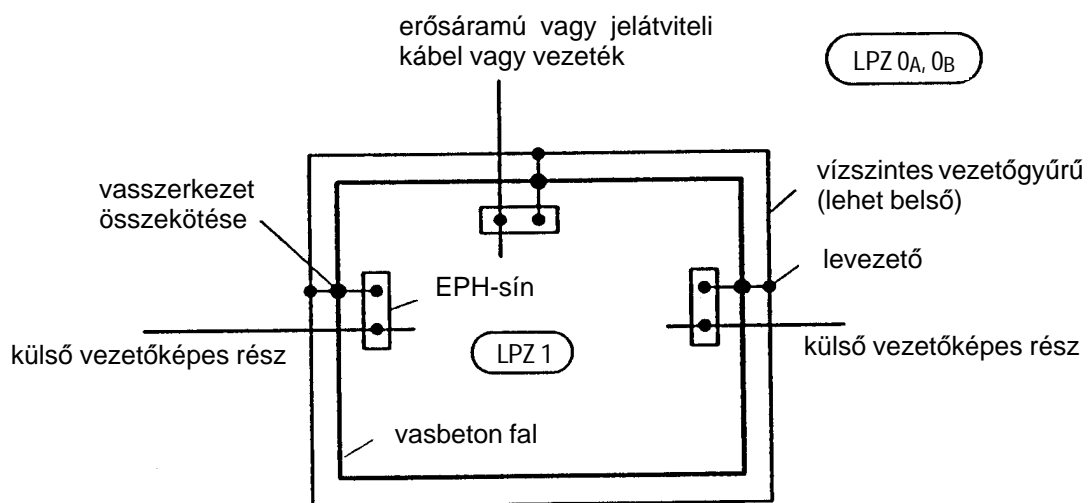 erősáramú vagy jelátviteli
kábel vagy vezeték
LPZ 0A, 0B
vasszerkezet
összekötése
vízszintes vezetőgyűrű
(lehet belső)
levezető
EPH-sín
külső vezetőképes rész
LPZ 1
külső vezetőképes rész
vasbeton fal